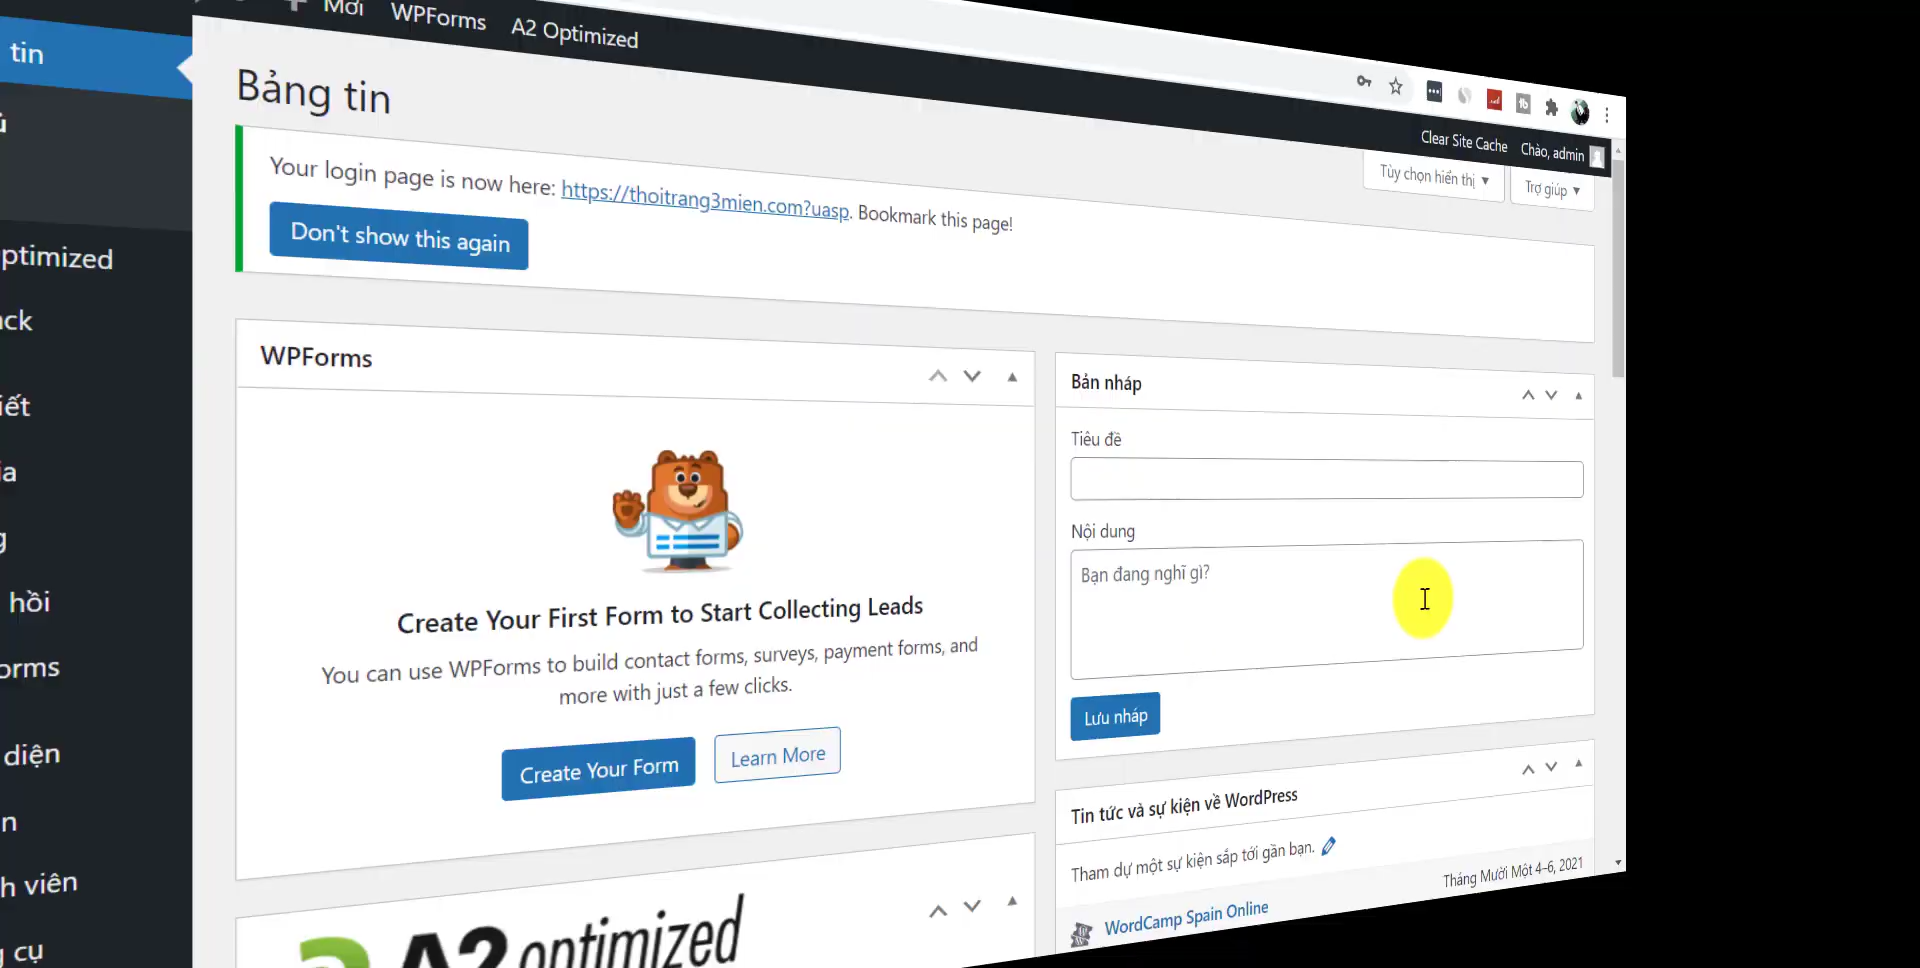 Mới WPForms A2 Optimized
Clear Site Cache Chào, admin
tin
Bảng tin
Tùy chọn hiển thị ▼ Trợ giúp ▼
Your login page is now here: https://thoitrang3mien.com?uasp. Bookmark this page!
Don't show this again
WPForms
Create Your First Form to Start Collecting Leads
You can use WPForms to build contact forms, surveys, payment forms, and
more with just a few clicks.
Create Your Form Learn More
A2 optimized
Bản nháp
Tiêu đề
Nội dung
Bạn đang nghĩ gì?
Lưu nháp
Tin tức và sự kiện về WordPress
Tham dự một sự kiện sắp tới gần bạn.
Tháng Mười Một 4–6, 2021
WordCamp Spain Online
ptimized
ck
iết
ia
g
hồi
orms
diện
n
h viên
g cụ